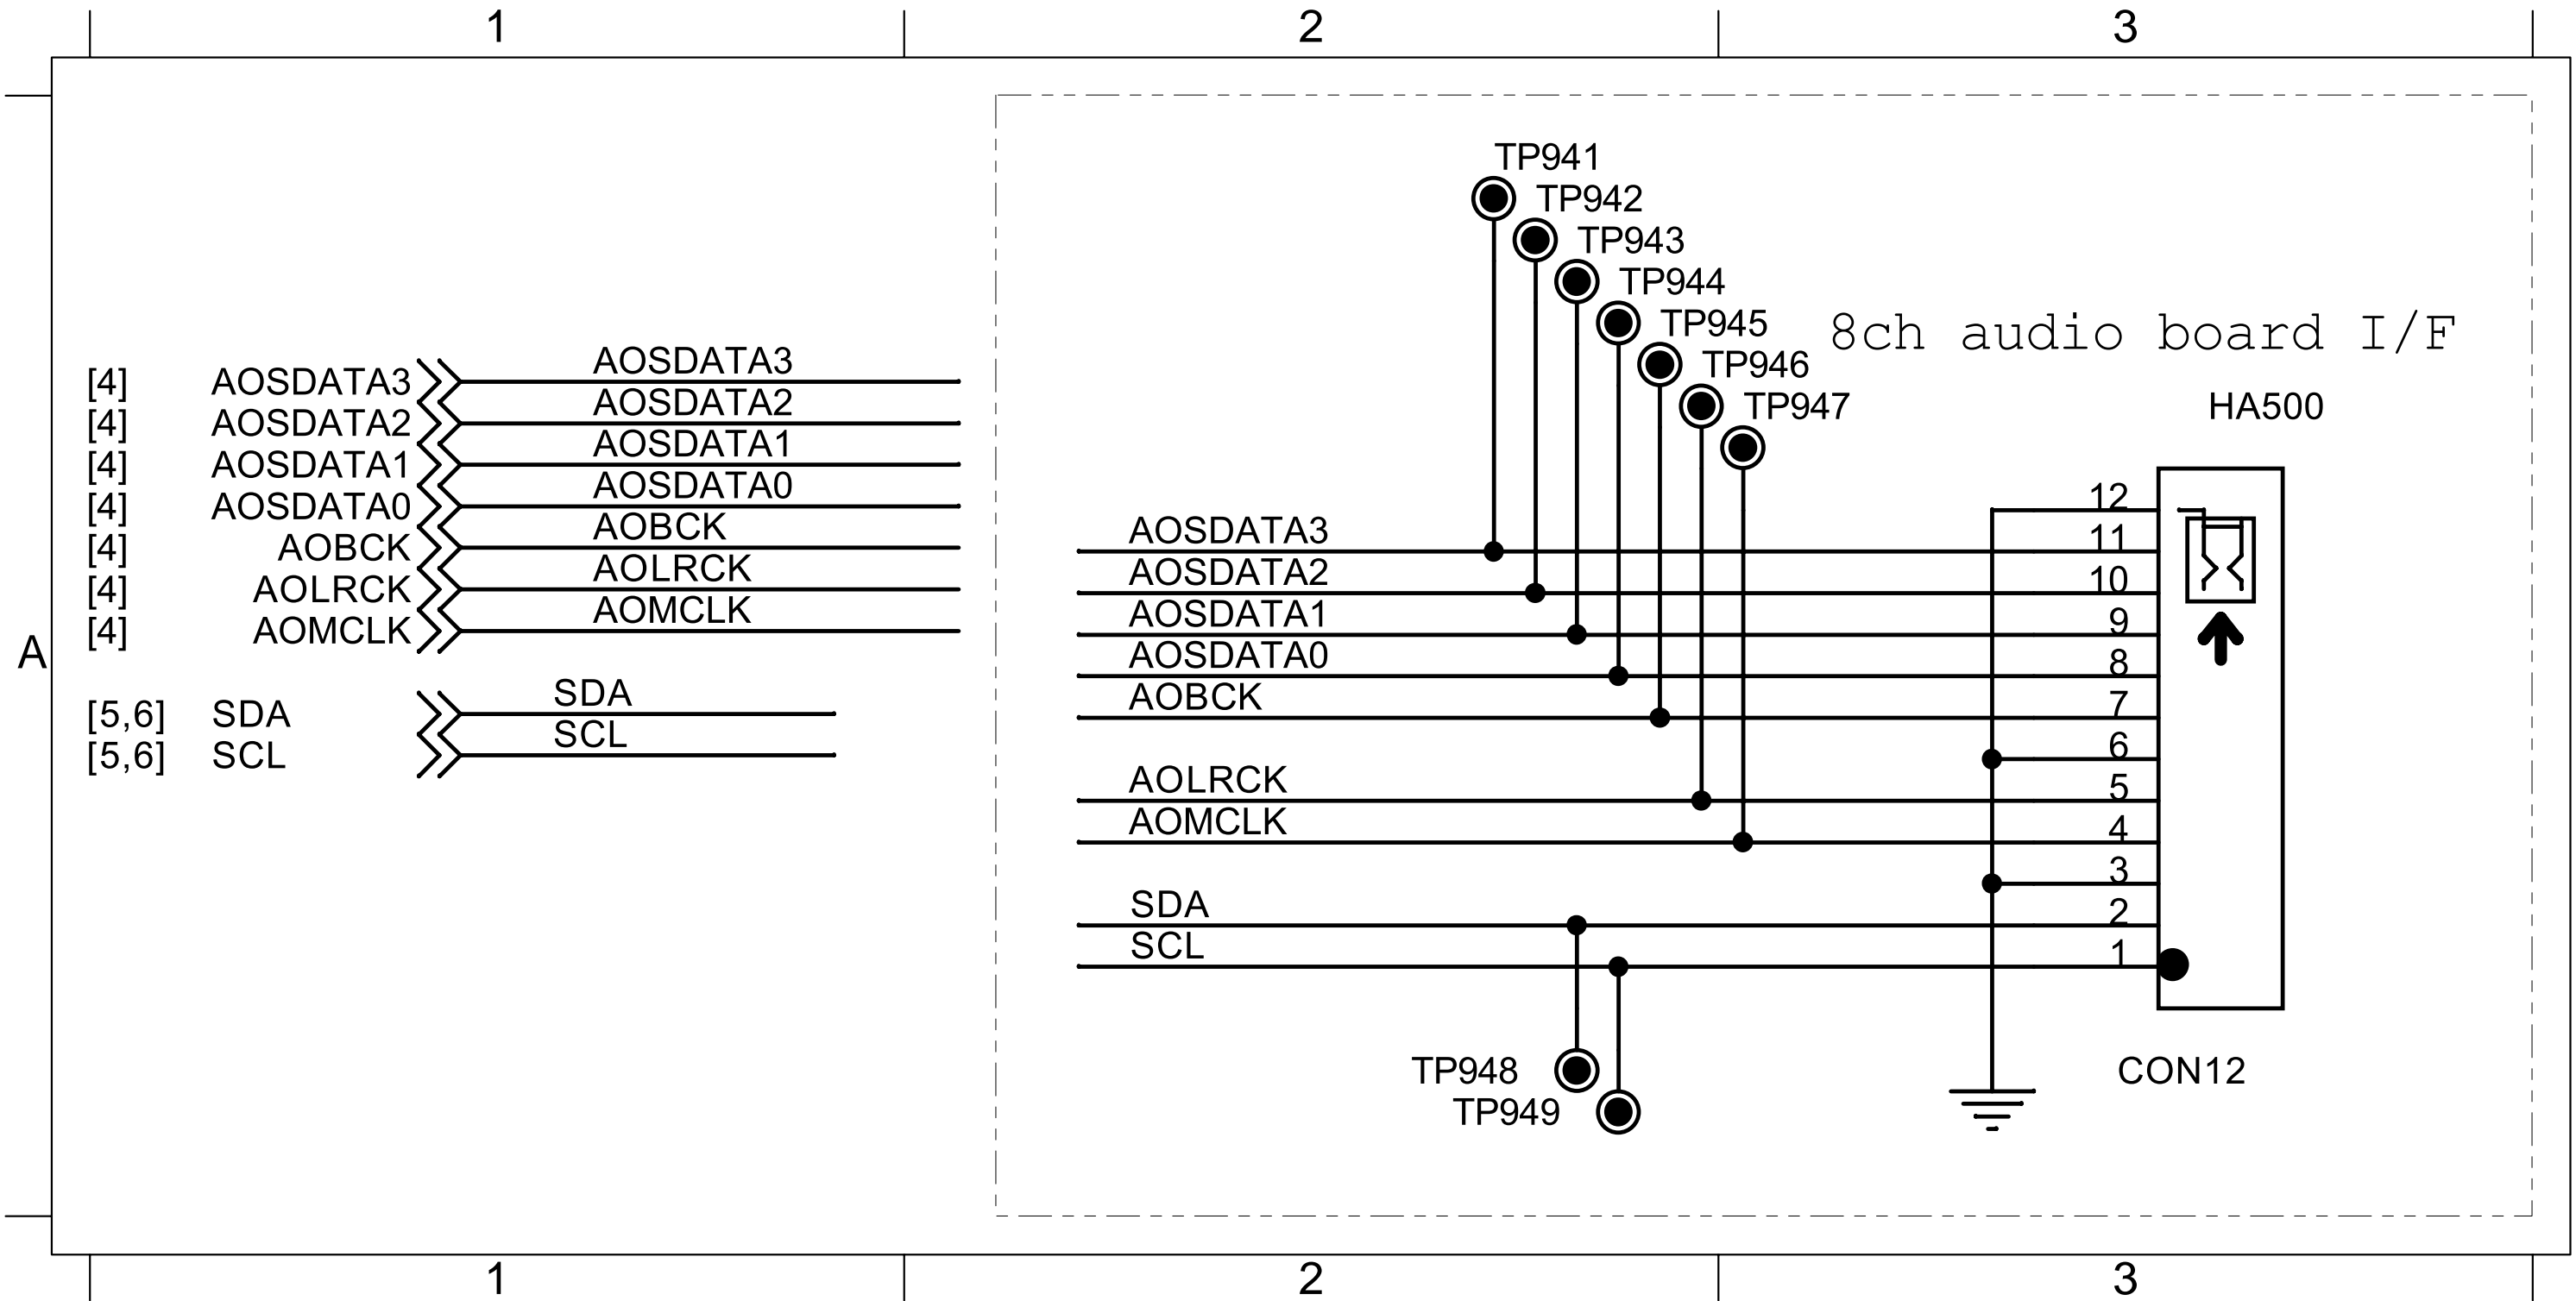 1 2 3
[4] AOSDATA3 AOSDATA3
[4] AOSDATA2 AOSDATA2
[4] AOSDATA1 AOSDATA1
[4] AOSDATA0 AOSDATA0
[4] AOBCK AOBCK
[4] AOLRCK AOLRCK
[4] AOMCLK AOMCLK
A
[5,6] SDA SDA
[5,6] SCL SCL
TP941
TP942
TP943
TP944
TP945
TP946
TP947
8ch audio board I/F
HA500
12
AOSDATA3 11
AOSDATA2 10
AOSDATA1 9
AOSDATA0 8
AOBCK 7
6
AOLRCK 5
AOMCLK 4
3
SDA 2
SCL 1
TP948
TP949
CON12
1 2 3